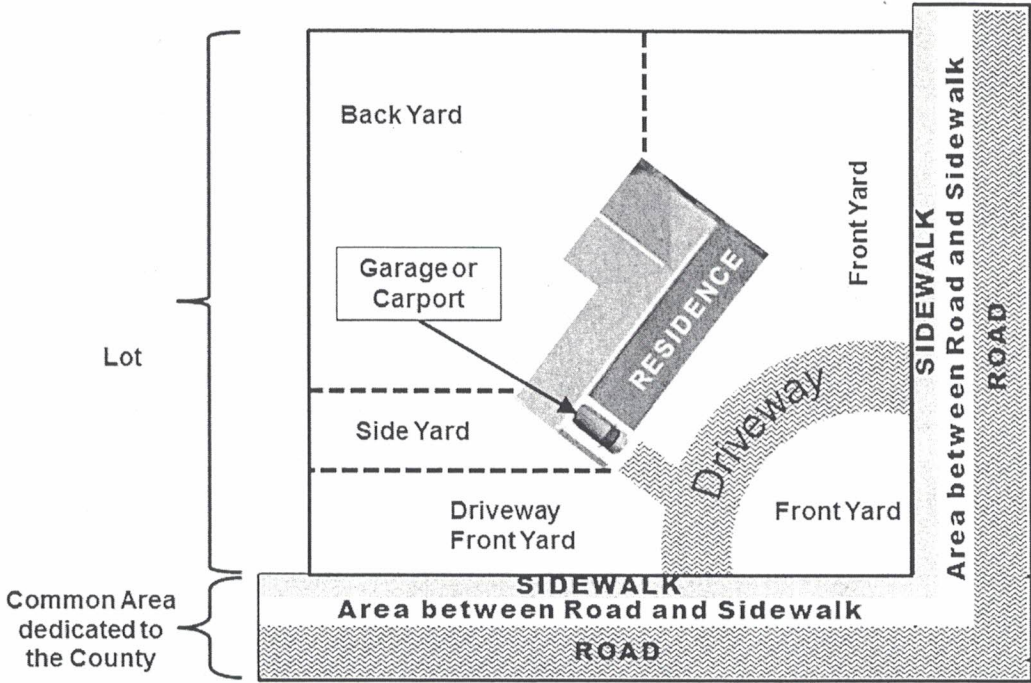 Back Yard
Front Yard
SIDEWALK
Area between Road and Sidewalk
ROAD
Garage or
Carport
RESIDENCE
Lot
Driveway
Side Yard
Driveway
Front Yard
Front Yard
SIDEWALK
Area between Road and Sidewalk
ROAD
Common Area
dedicated to
the County